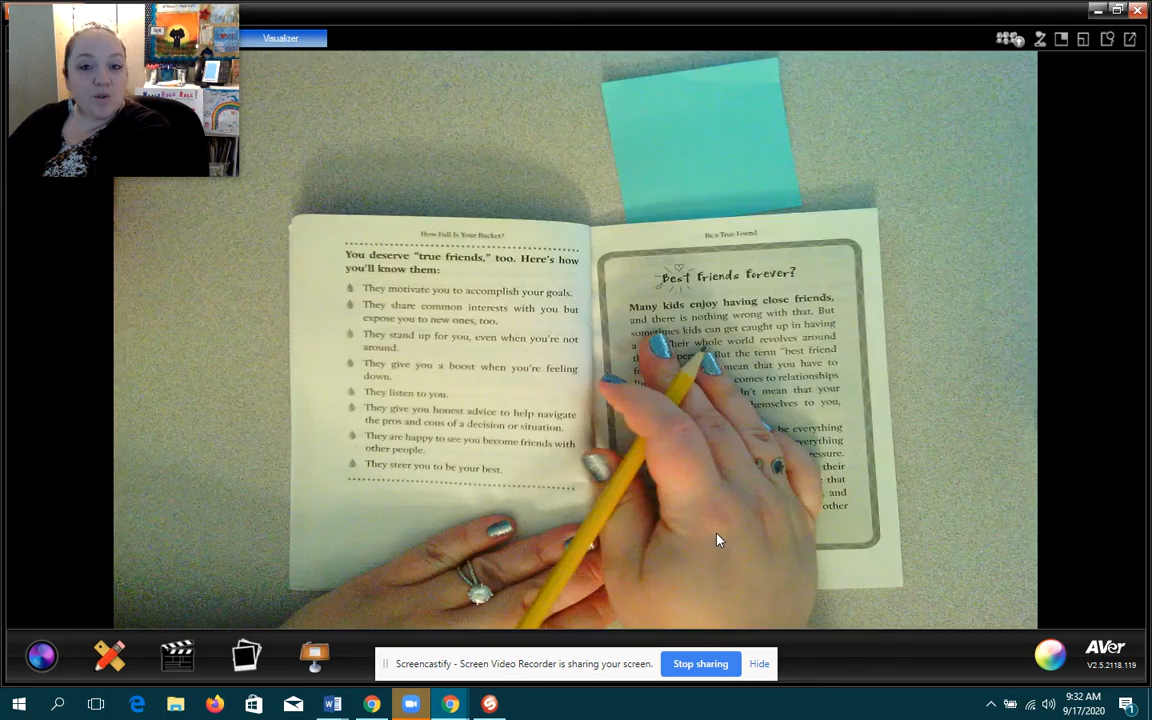 Visualizer
How Full Is Your Bucket?
You deserve "true friends," too. Here's how
you'll know them:
They motivate you to accomplish your goals.
They share common interests with you but
expose you to new ones, too.
They stand up for you, even when you're not
around.
They give you a boost when you're feeling
down.
They listen to you.
They give you honest advice to help navigate
the pros and cons of a decision or situation.
They are happy to see you become friends with
other people.
They steer you to be your best.
Be a True Friend
Best Friends Forever?
Many kids enjoy having close friends,
and there is nothing wrong with that. But
sometimes kids can get caught up in having
a Their whole world revolves around
But the term "best friend
mean that you have to
comes to relationships
mean that your
themselves to you,
be everything
everything
their
that
and
other
Screencastify - Screen Video Recorder is sharing your screen.
Stop sharing
Hide
AVer
V2.5.2118.119
9:32 AM
9/17/2020